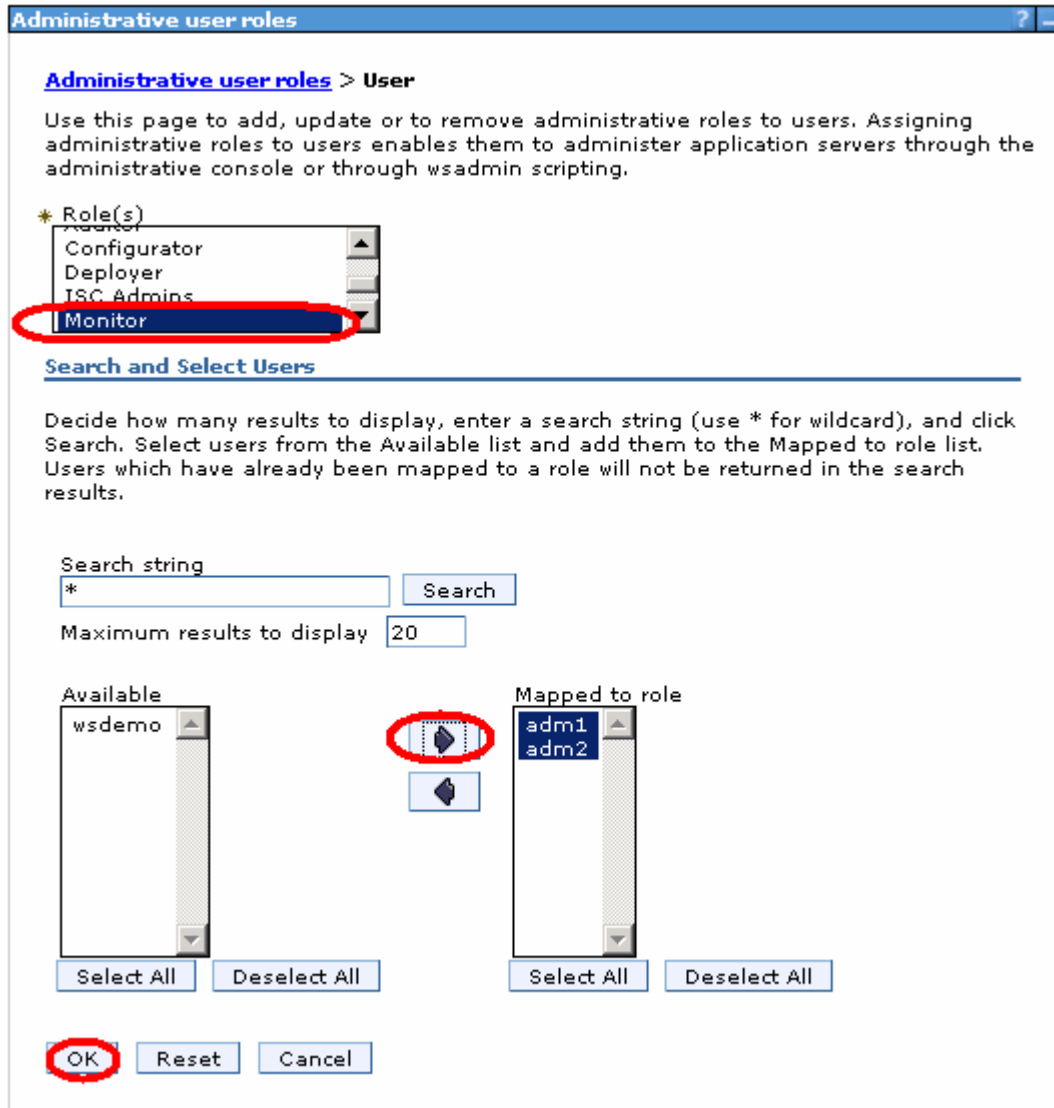 Administrative user roles ? –
Administrative user roles > User
Use this page to add, update or to remove administrative roles to users. Assigning
administrative roles to users enables them to administer application servers through the
administrative console or through wsadmin scripting.
* Role(s)
Auditor
Configurator
Deployer
ISC Admins
Monitor
Search and Select Users
Decide how many results to display, enter a search string (use * for wildcard), and click
Search. Select users from the Available list and add them to the Mapped to role list.
Users which have already been mapped to a role will not be returned in the search
results.
Search string
* Search
Maximum results to display 20
Available Mapped to role
wsdemo adm1
adm2
Select All Deselect All Select All Deselect All
OK Reset Cancel